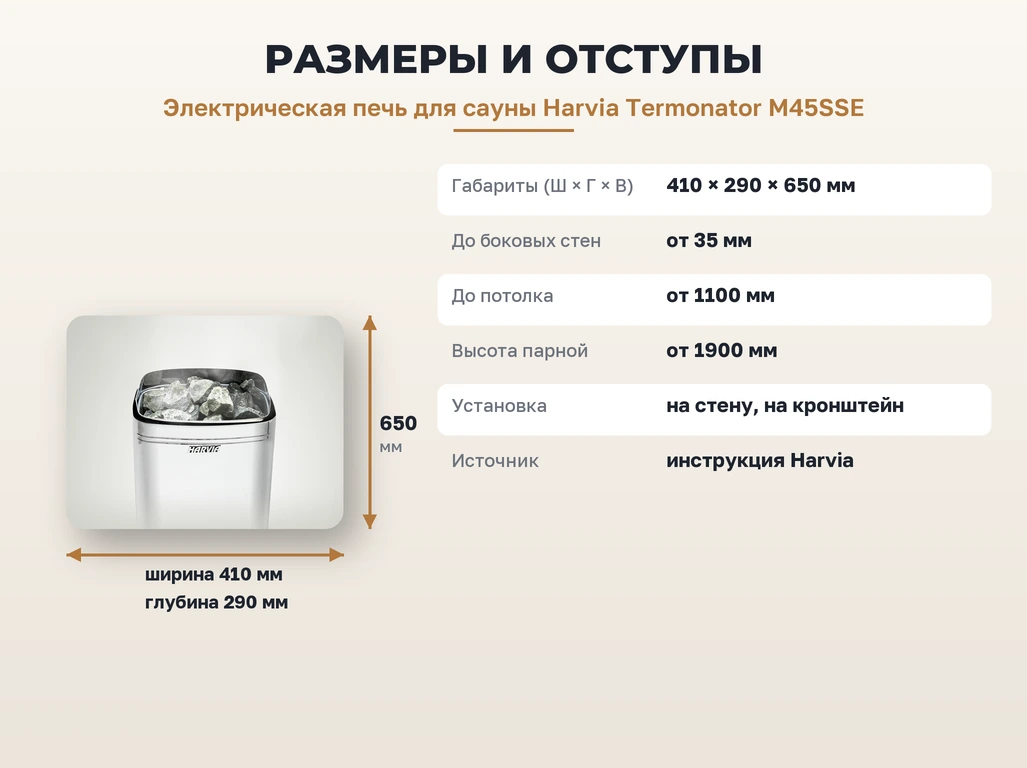 РАЗМЕРЫ И ОТСТУПЫ
Электрическая печь для сауны Harvia Termonator M45SSE
Габариты (Ш × Г × В) 410 × 290 × 650 мм
До боковых стен от 35 мм
До потолка от 1100 мм
Высота парной от 1900 мм
Установка на стену, на кронштейн
Источник инструкция Harvia
HARVIA
650
мм
ширина 410 мм
глубина 290 мм